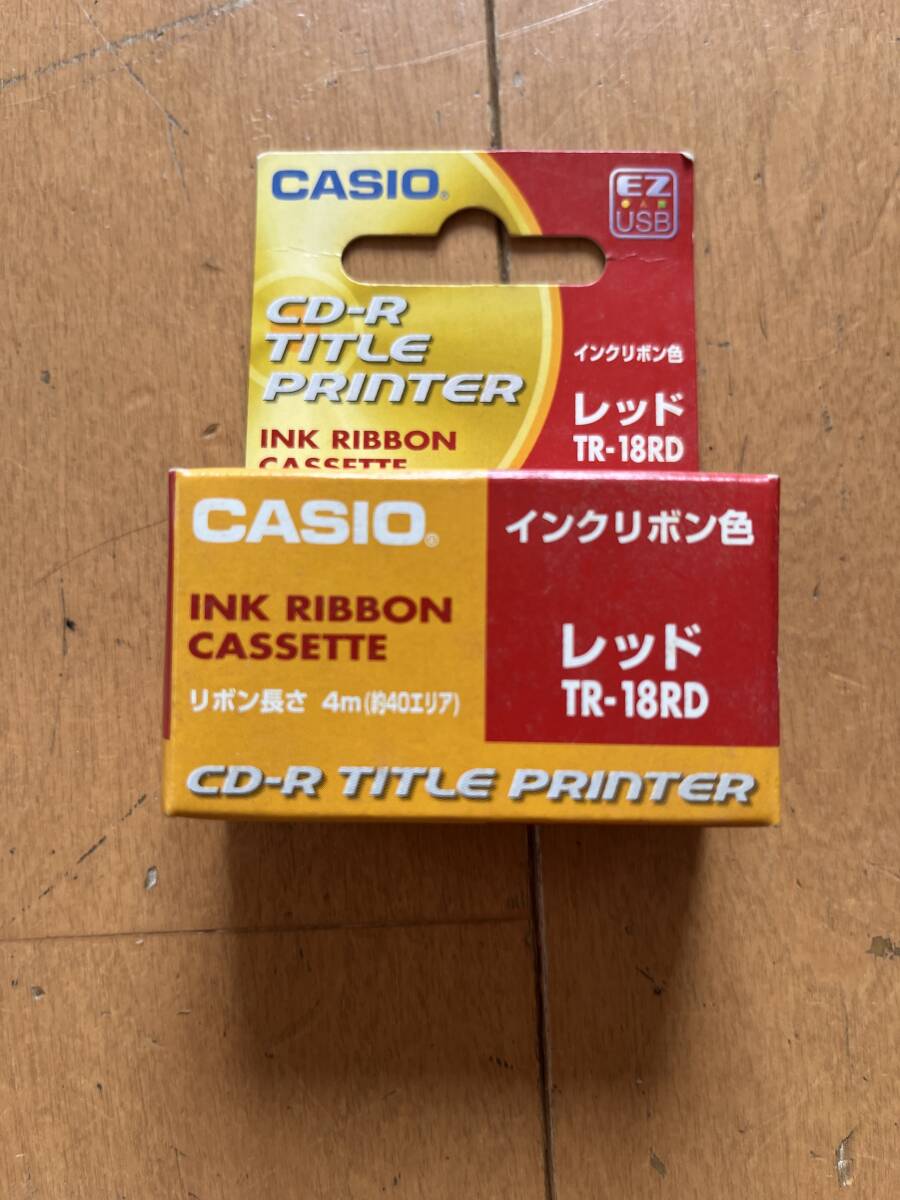 CASIO®
EZ
USB
CD-R
TITLE
PRINTER
INK RIBBON
CASSETTE
インクリボン色
レッド
TR-18RD
CASIO®
INK RIBBON
CASSETTE
リボン長さ 4m(約40エリア)
インクリボン色
レッド
TR-18RD
CD-R TITLE PRINTER